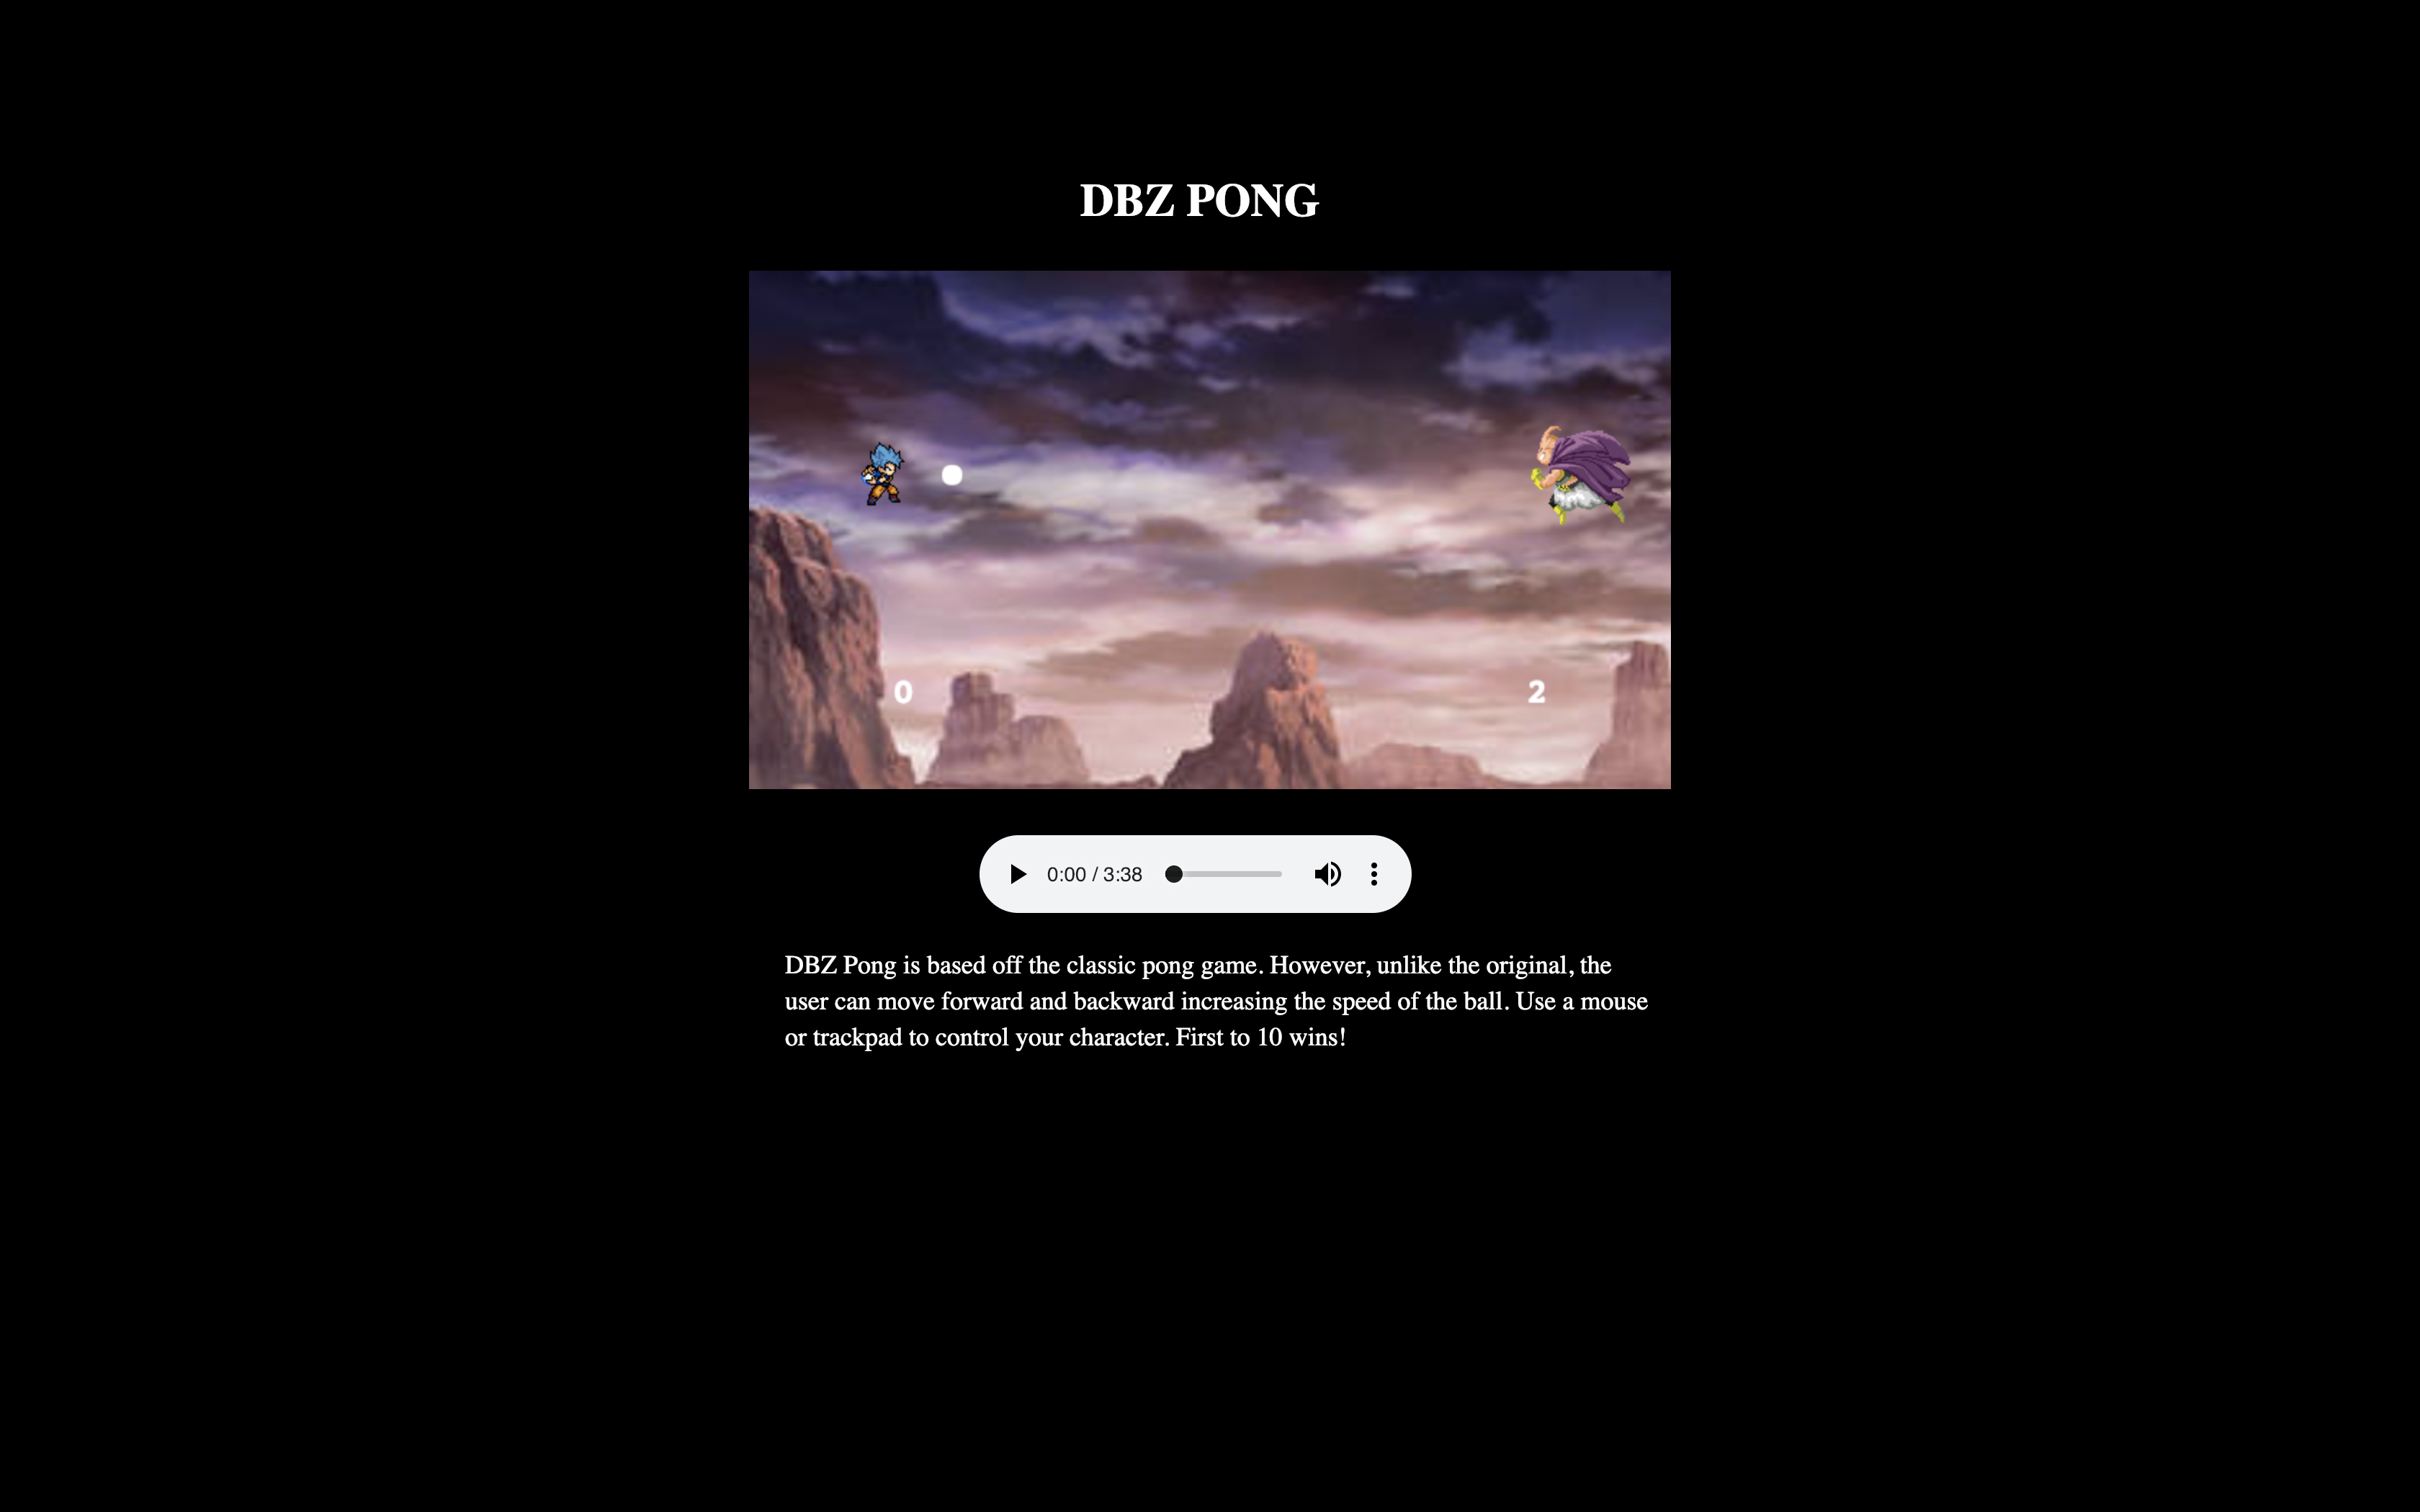 DBZ PONG
0
2
0:00 / 3:38
DBZ Pong is based off the classic pong game. However, unlike the original, the
user can move forward and backward increasing the speed of the ball. Use a mouse
or trackpad to control your character. First to 10 wins!